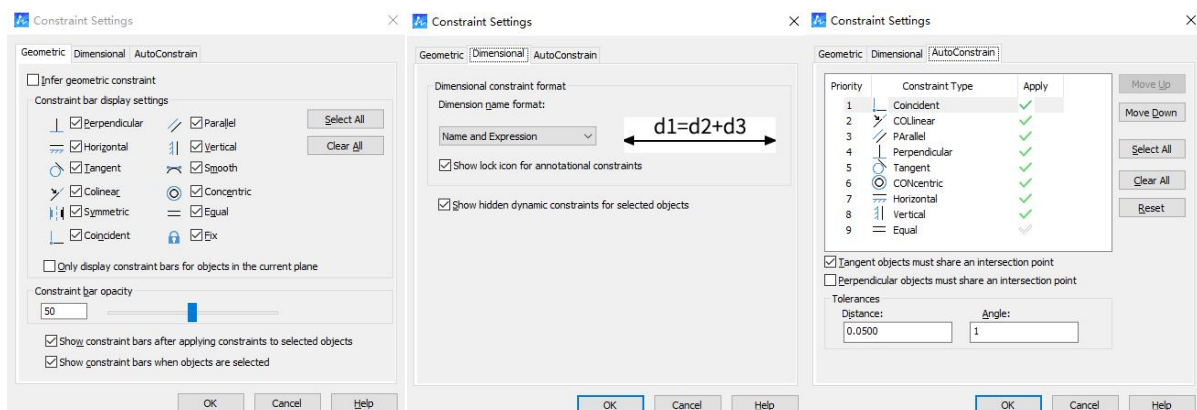 Constraint Settings
Geometric Dimensional AutoConstrain
Infer geometric constraint
Constraint bar display settings
Perpendicular Parallel Select All
Horizontal Vertical Clear All
Tangent Smooth
Colinear Concentric
Symmetric Equal
Coincident Fix
Only display constraint bars for objects in the current plane
Constraint bar opacity
50
Show constraint bars after applying constraints to selected objects
Show constraint bars when objects are selected
OK Cancel Help
Constraint Settings
Geometric Dimensional AutoConstrain
Dimensional constraint format
Dimension name format:
Name and Expression d1=d2+d3
Show lock icon for annotational constraints
Show hidden dynamic constraints for selected objects
OK Cancel Help
Constraint Settings
Geometric Dimensional AutoConstrain
Priority Constraint Type Apply Move Up
1 Coincident
2 COLlinear Move Down
3 PArallel
4 Perpendicular Select All
5 Tangent
6 CONcentric Clear All
7 Horizontal
8 Vertical Reset
9 Equal
Tangent objects must share an intersection point
Perpendicular objects must share an intersection point
Tolerances
Distance: Angle:
0.0500 1
OK Cancel Help